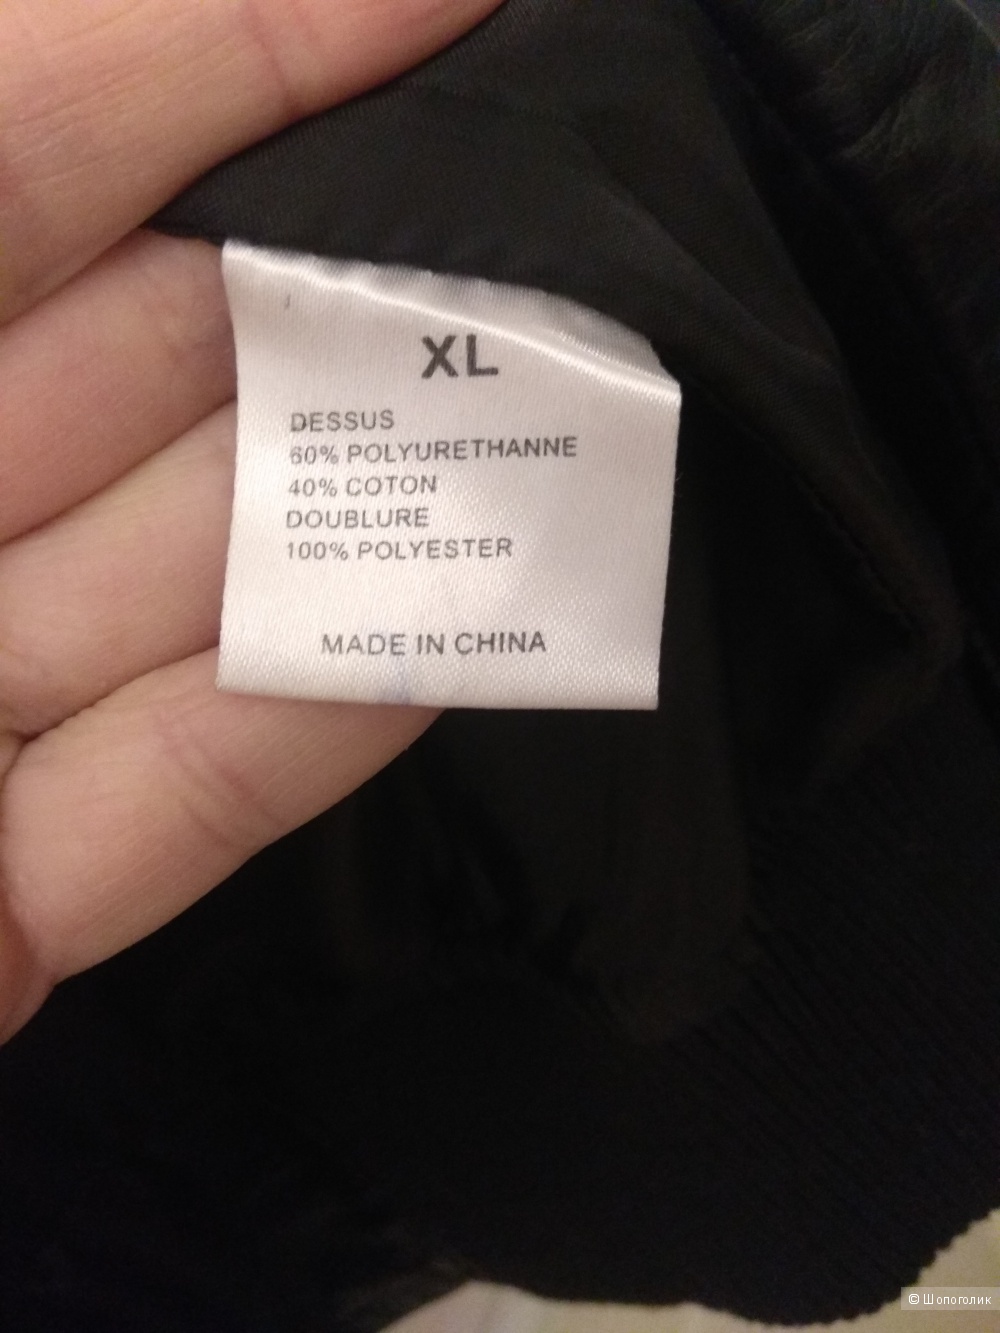 XL
DESSUS
60% POLYURETHANNE
40% COTON
DOUBLURE
100% POLYESTER
MADE IN CHINA
© Шопоголик